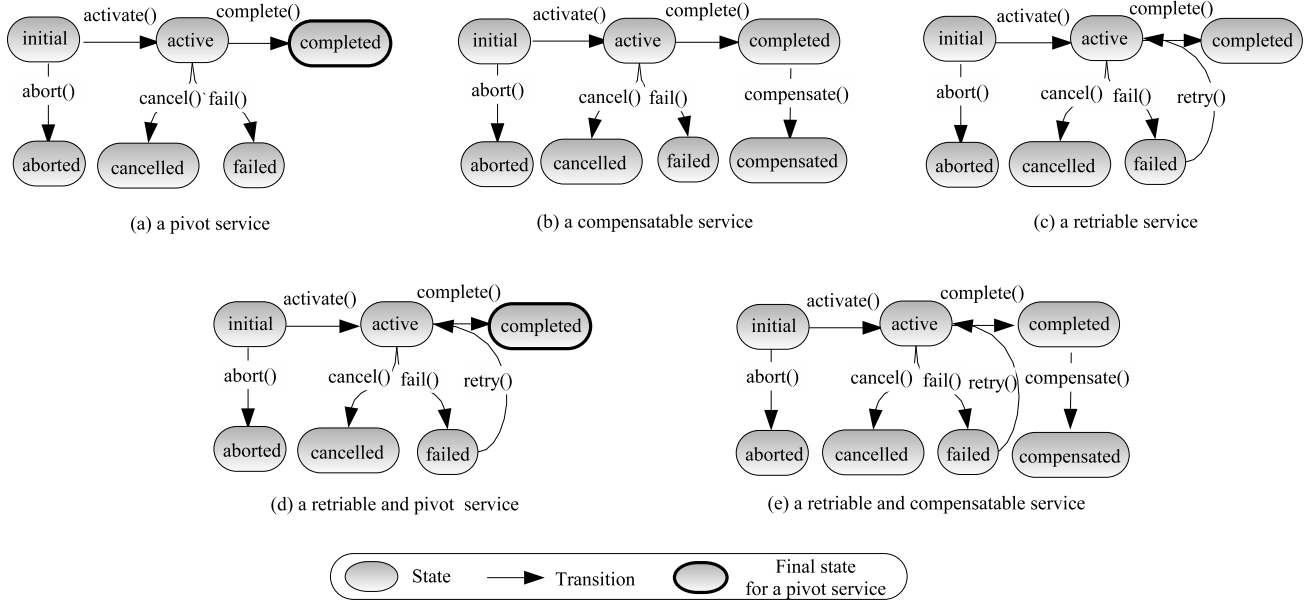 activate()
complete()
initial
active
completed
abort()
cancel()`
fail()
aborted
cancelled
failed
(a) a pivot service
activate()
complete()
initial
active
completed
abort()
cancel()
fail()
compensate()
aborted
cancelled
failed
compensated
(b) a compensatable service
activate()
complete()
initial
active
completed
abort()
cancel()
fail()
retry()
aborted
cancelled
failed
(c) a retriable service
activate()
complete()
initial
active
completed
abort()
cancel()
fail()
retry()
aborted
cancelled
failed
(d) a retriable and pivot service
activate()
complete()
initial
active
completed
abort()
cancel()
fail()
retry()
compensate()
aborted
cancelled
failed
compensated
(e) a retriable and compensatable service
State
Transition
Final state
for a pivot service